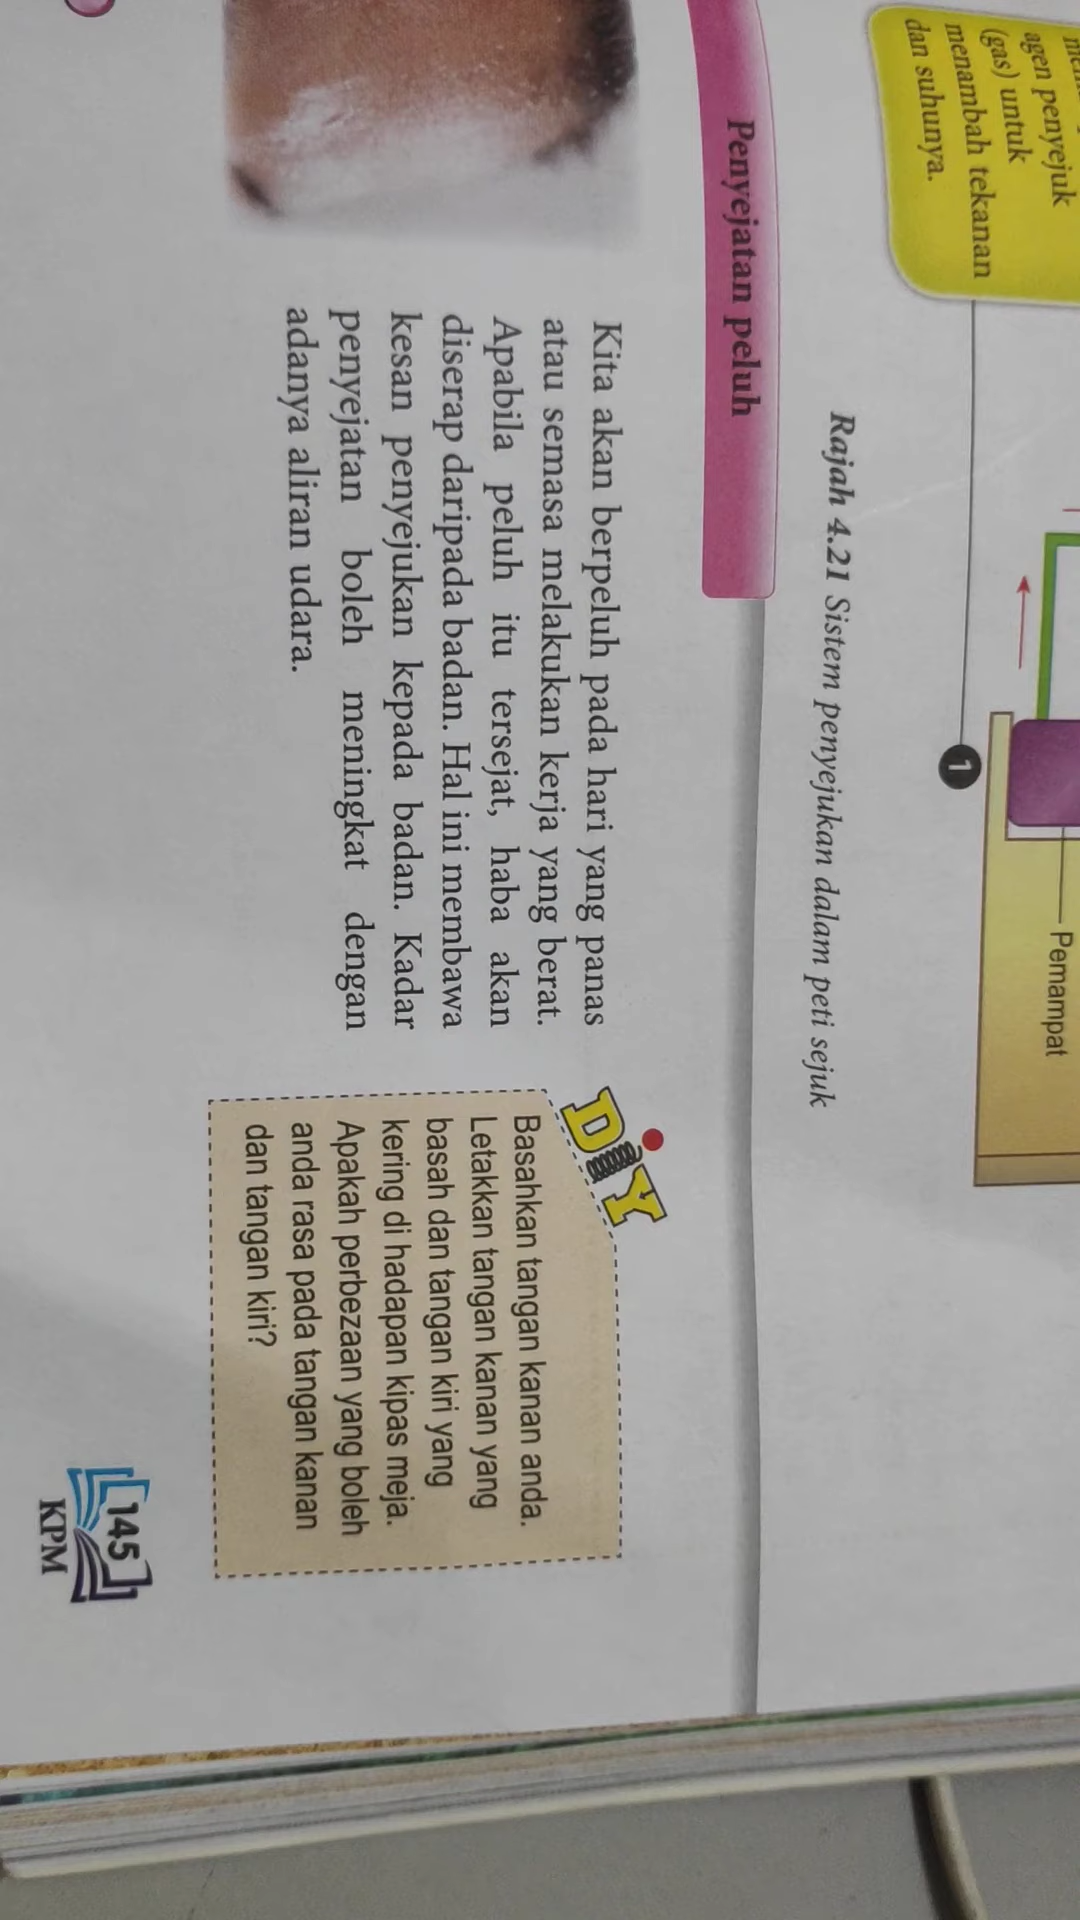 agen penyejuk
(gas) untuk
menambah tekanan
dan suhunya.
1
Pemampat
Rajah 4.21 Sistem penyejukan dalam peti sejuk
Penyejatan peluh
Kita akan berpeluh pada hari yang panas
atau semasa melakukan kerja yang berat.
Apabila peluh itu tersejat, haba akan
diserap daripada badan. Hal ini membawa
kesan penyejukan kepada badan. Kadar
penyejatan boleh meningkat dengan
adanya aliran udara.
DiY
Basahkan tangan kanan anda.
Letakkan tangan kanan yang
basah dan tangan kiri yang
kering di hadapan kipas meja.
Apakah perbezaan yang boleh
anda rasa pada tangan kanan
dan tangan kiri?
145
KPM